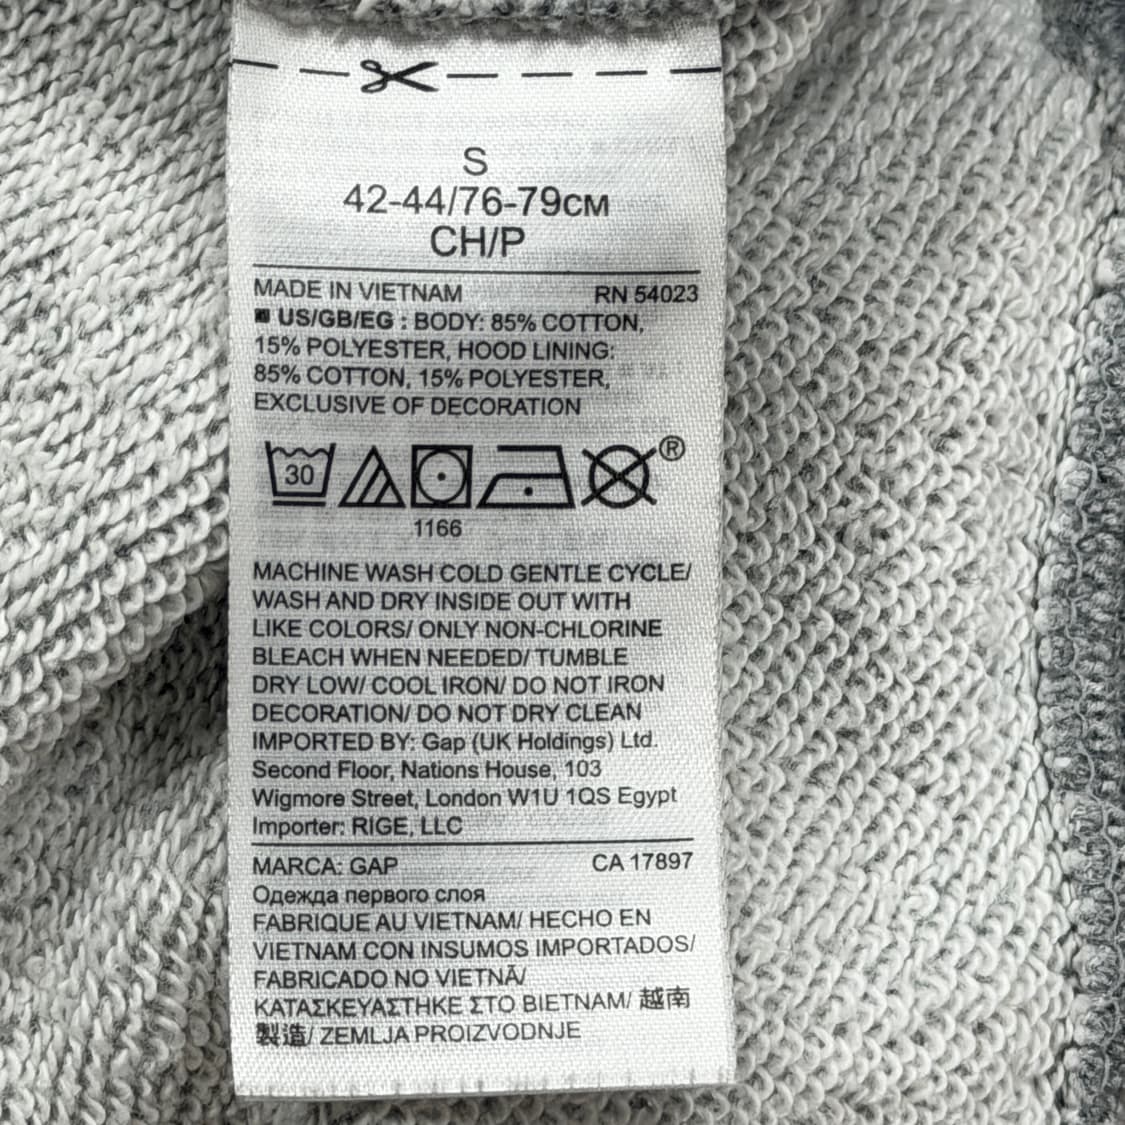 S
42-44/76-79см
CH/P
MADE IN VIETNAM RN 54023
US/GB/EG : BODY: 85% COTTON,
15% POLYESTER, HOOD LINING:
85% COTTON, 15% POLYESTER,
EXCLUSIVE OF DECORATION
30 ®
1166
MACHINE WASH COLD GENTLE CYCLE/
WASH AND DRY INSIDE OUT WITH
LIKE COLORS/ ONLY NON-CHLORINE
BLEACH WHEN NEEDED/ TUMBLE
DRY LOW/ COOL IRON/ DO NOT IRON
DECORATION/ DO NOT DRY CLEAN
IMPORTED BY: Gap (UK Holdings) Ltd.
Second Floor, Nations House, 103
Wigmore Street, London W1U 1QS Egypt
Importer: RIGE, LLC
MARCA: GAP CA 17897
Одежда первого слоя
FABRIQUE AU VIETNAM/ HECHO EN
VIETNAM CON INSUMOS IMPORTADOS/
FABRICADO NO VIETNÃ/
ΚΑΤΑΣΚΕΥΑΣΤΗΚΕ ΣΤΟ ΒΙΕΤΝΑΜ/ 越南
製造/ ZEMLJA PROIZVODNJE